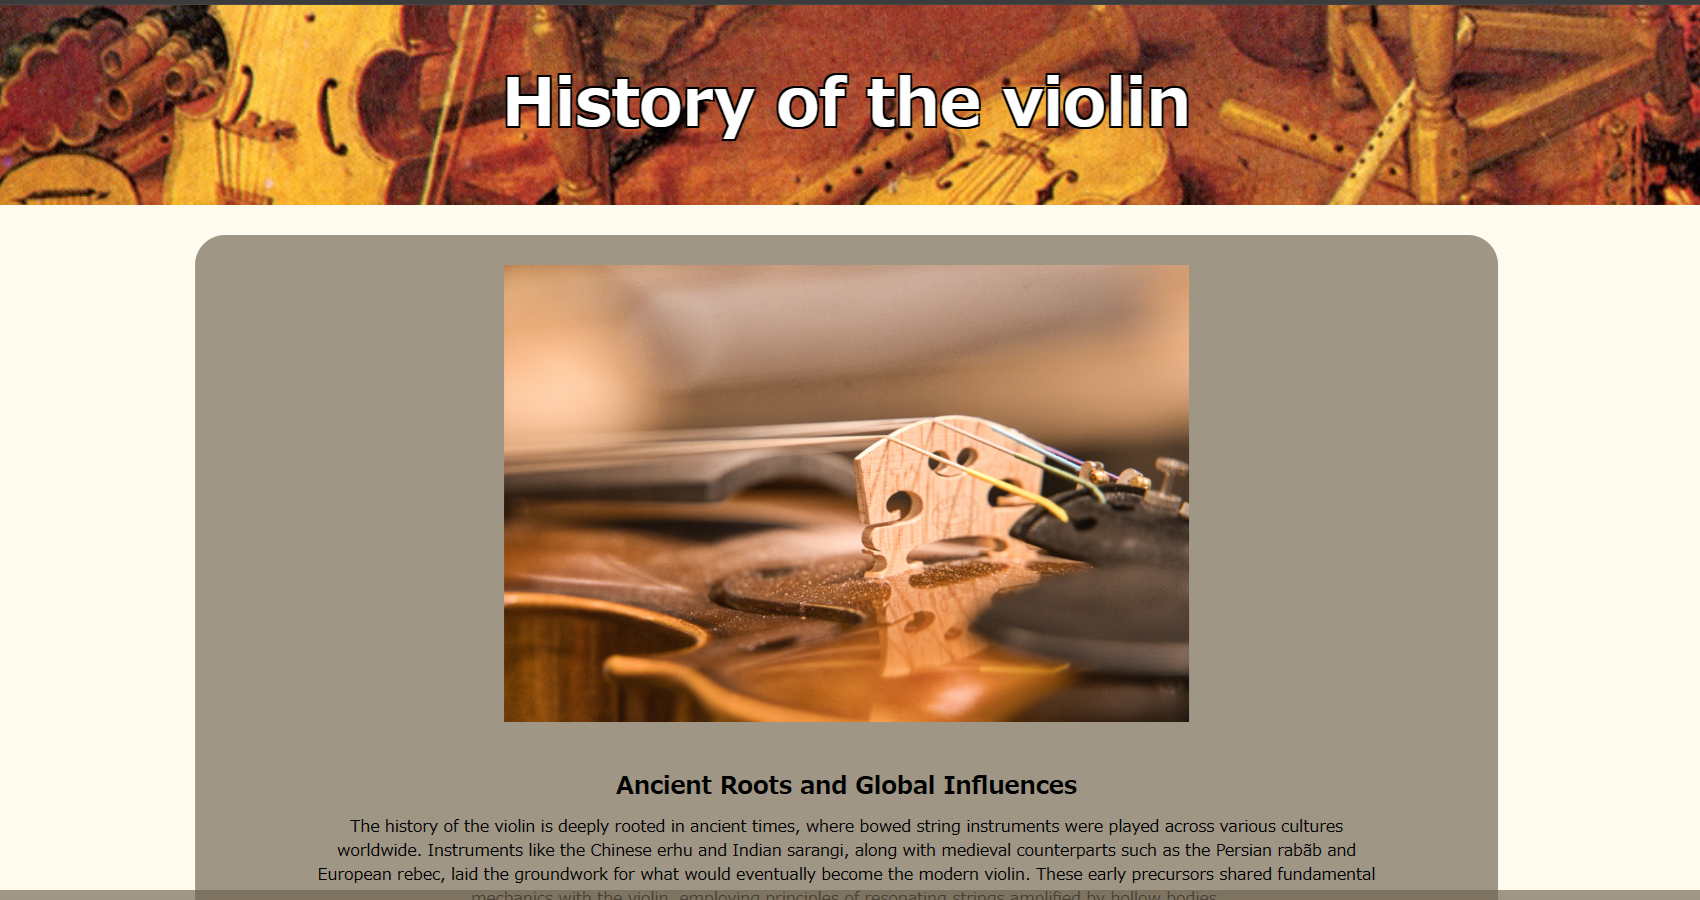 History of the violin
Ancient Roots and Global Influences
The history of the violin is deeply rooted in ancient times, where bowed string instruments were played across various cultures
worldwide. Instruments like the Chinese erhu and Indian sarangi, along with medieval counterparts such as the Persian rabãb and
European rebec, laid the groundwork for what would eventually become the modern violin. These early precursors shared fundamental
mechanics with the violin, employing principles of resonating strings amplified by hollow bodies.